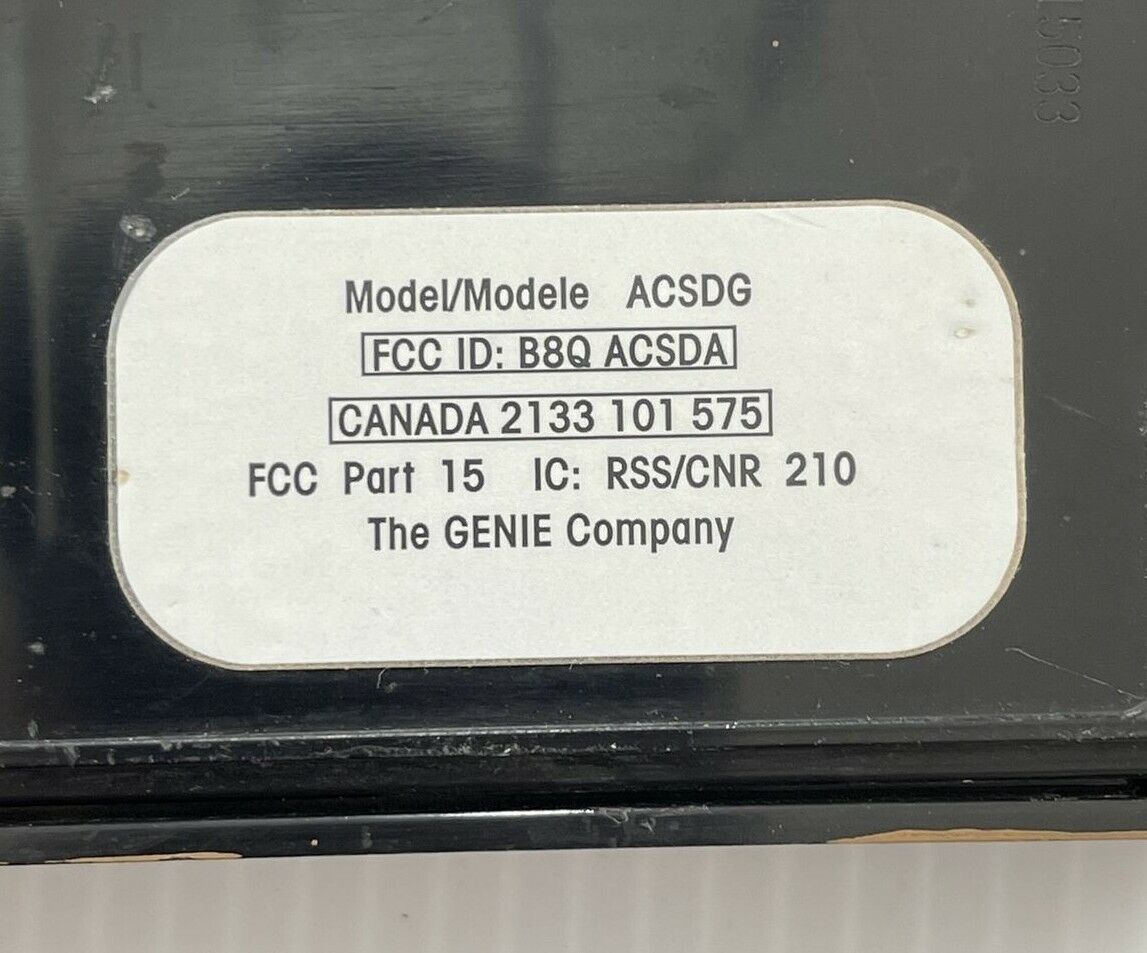 15033
Model/Modele ACSDG
FCC ID: B8Q ACSDA
CANADA 2133 101 575
FCC Part 15 IC: RSS/CNR 210
The GENIE Company